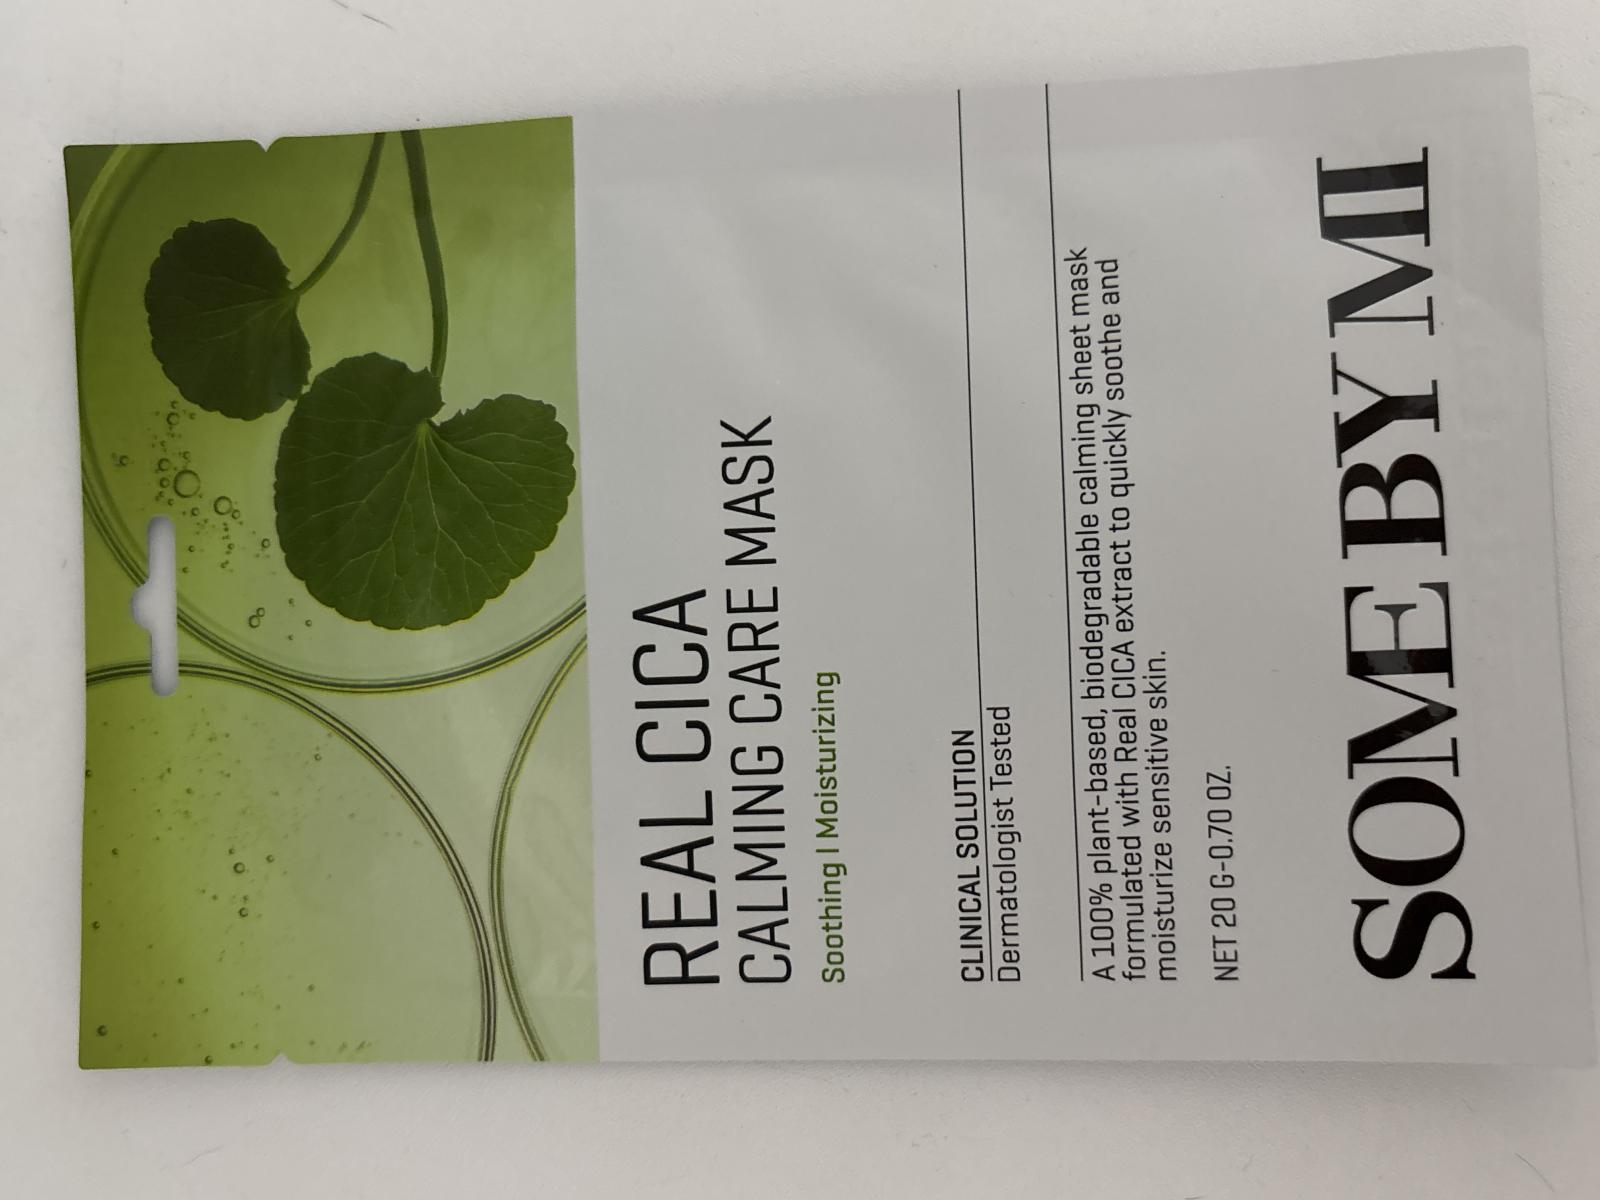 REAL CICA
CALMING CARE MASK
Soothing | Moisturizing
CLINICAL SOLUTION
Dermatologist Tested
A 100% plant-based, biodegradable calming sheet mask
formulated with Real CICA extract to quickly soothe and
moisturize sensitive skin.
NET 20 G-0.70 OZ.
SOME BY MI